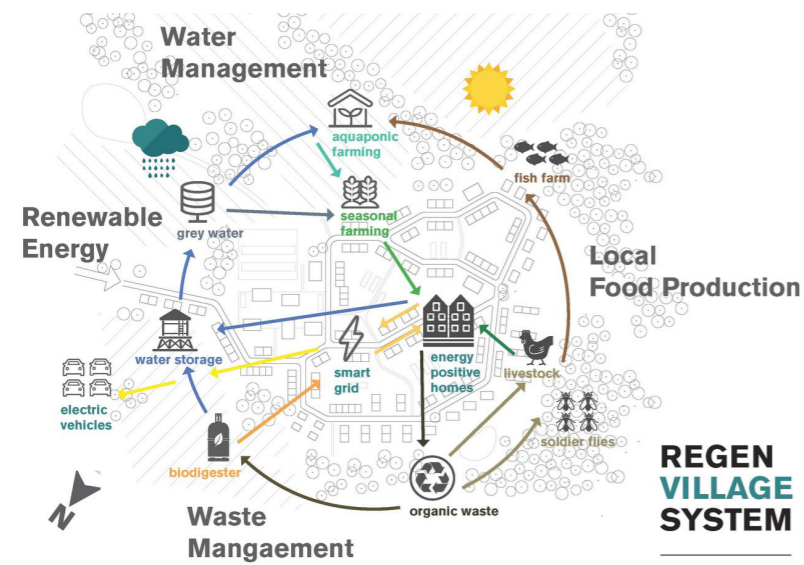 Water
Management
aquaponic
farming
fish farm
seasonal
farming
grey water
Renewable
Energy
Local
Food Production
water storage
smart
grid
energy
positive
homes
livestock
electric
vehicles
soldier flies
biodigester
organic waste
Waste
Mangaement
N
REGEN
VILLAGE
SYSTEM